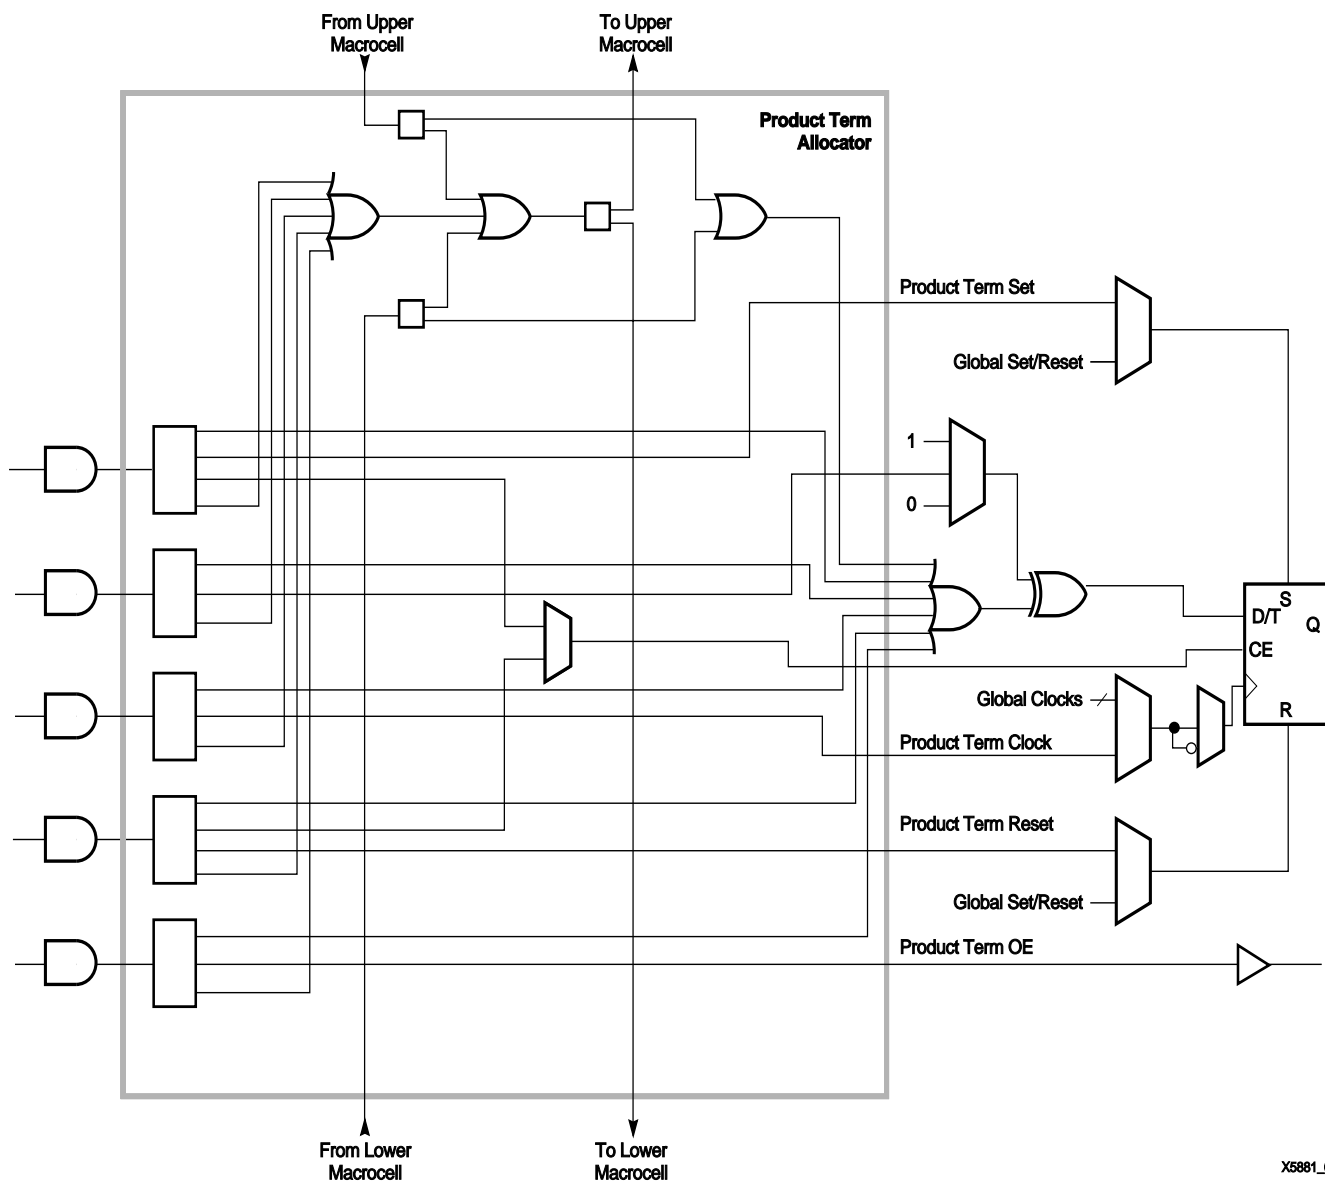 From Upper
Macrocell
To Upper
Macrocell
Product Term
Allocator
Product Term Set
Global Set/Reset
1
0
S
D/T
Q
CE
R
Global Clocks
Product Term Clock
Product Term Reset
Global Set/Reset
Product Term OE
From Lower
Macrocell
To Lower
Macrocell